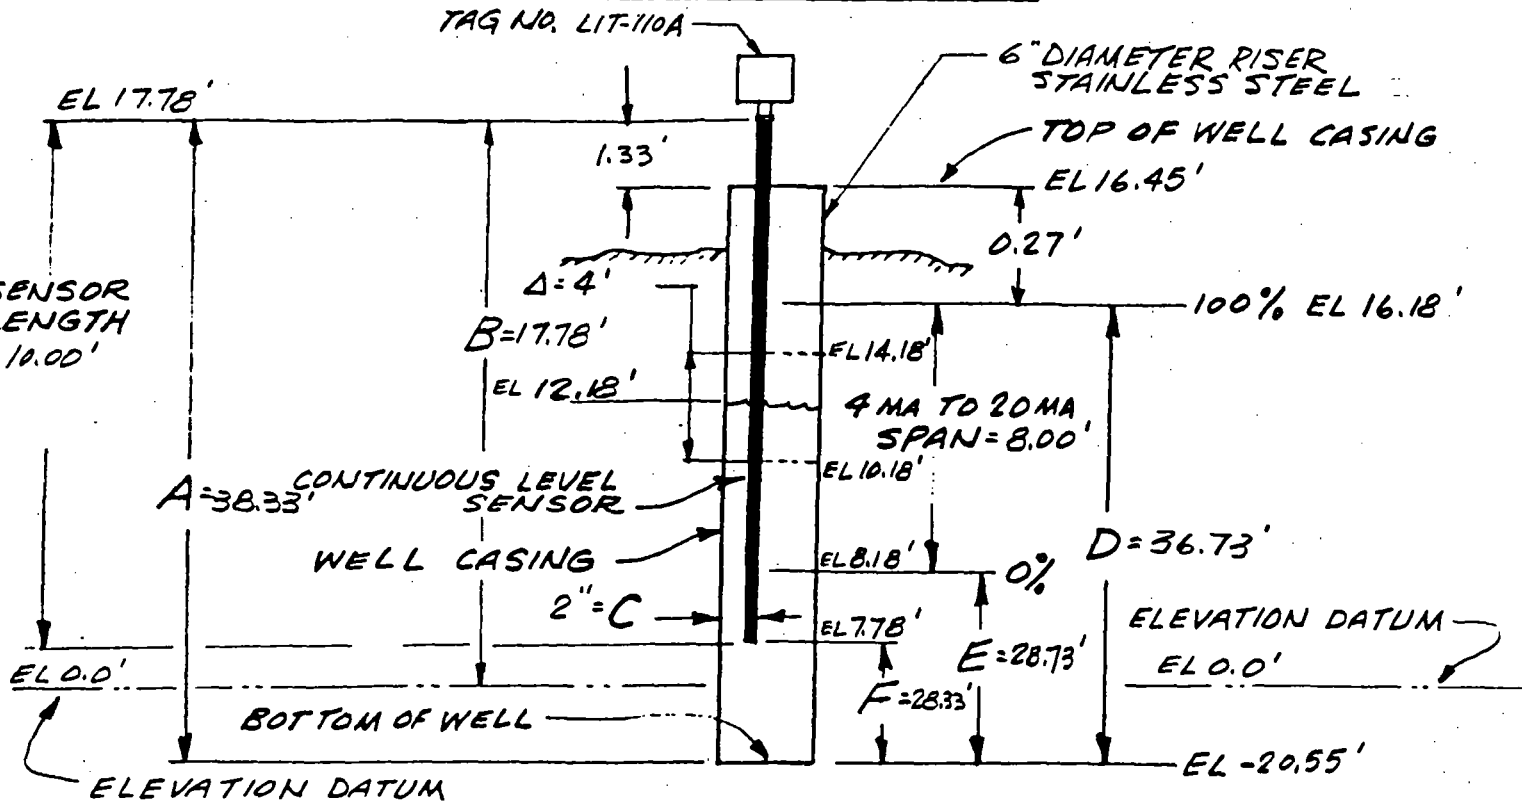 TAG NO. LIT-110A
6" DIAMETER RISER
STAINLESS STEEL
EL 17.78'
TOP OF WELL CASING
1.33'
EL 16.45'
0.27'
SENSOR
LENGTH
10.00'
Δ=4'
100% EL 16.18'
B=17.78'
EL 14.18'
EL 12.18'
4 MA TO 20 MA
SPAN=8.00'
EL 10.18'
A=38.33'
CONTINUOUS LEVEL
SENSOR
D=36.73'
WELL CASING
EL 8.18'
0%
2"=C
EL 7.78'
ELEVATION DATUM
E=28.73'
EL 0.0'
EL 0.0'
F=28.33'
BOTTOM OF WELL
EL -20.55'
ELEVATION DATUM